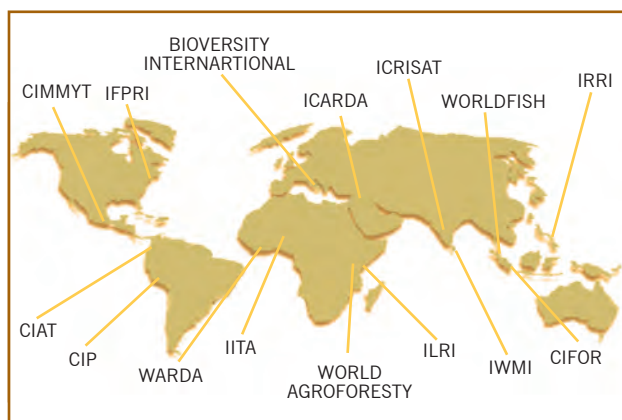 BIOVERSITY
INTERNARTIONAL
ICRISAT
CIMMYT
IFPRI
ICARDA
WORLDFISH
IRRI
CIAT
CIP
WARDA
IITA
WORLD
AGROFORESTY
ILRI
IWMI
CIFOR